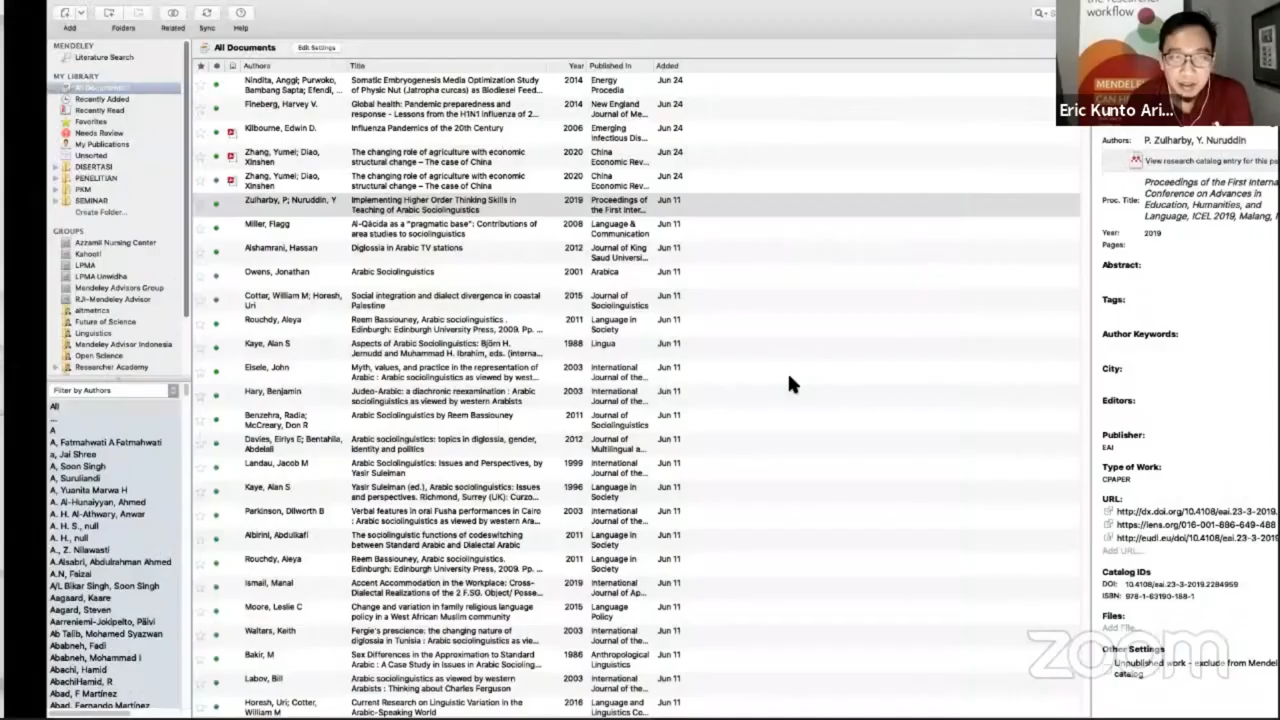 Add
Folders
Related
Sync
Help
workflow
MENDELEY
Eric Kunto Ari...
MENDELEY
Literature Search
MY LIBRARY
All Documents
Recently Added
Recently Read
Favorites
Needs Review
My Publications
Unsorted
DISERTASI
PENELITIAN
PKM
SEMINAR
Create Folder...
GROUPS
Azzamil Nursing Center
Kahoot!
LPMA
LPMA Unwidha
Mendeley Advisors Group
RJI-Mendeley Advisor
altmetrics
Future of Science
Linguistics
Mendeley Advisor Indonesia
Open Science
Researcher Academy
Filter by Authors
All
...
A
A, Fatmahwati A Fatmahwati
a, Jai Shree
A, Soon Singh
A, Suruliandi
A, Yuanita Marwa H
A. Al-Hunaiyyan, Ahmed
A. H. Al-Athwary, Anwar
A. H. S., null
A. H., null
A., Z. Nilawasti
A.Alsabri, Abdulrahman Ahmed
A.N, Faizal
A/L Bikar Singh, Soon Singh
Aagaard, Kaare
Aagard, Steven
Aarreniemi-Jokipelto, Päivi
Ab Talib, Mohamed Syazwan
Ababneh, Fadi
Ababneh, Mohammad I
Abachi, Hamid
AbachiHamid, R
Abad, F Martínez
Abad, Fernando Martínez
All Documents
Edit Settings
Authors Title Year Published In Added
Nindita, Anggi; Purwoko, Somatic Embryogenesis Media Optimization Study 2014 Energy Jun 24
Bambang Sapta; Efendi, ... of Physic Nut (Jatropha curcas) as Biodiesel Feed... Procedia
Fineberg, Harvey V. Global health: Pandemic preparedness and 2014 New England Jun 24
response - Lessons from the H1N1 Influenza of 2... Journal of Me...
Kilbourne, Edwin D. Influenza Pandemics of the 20th Century 2006 Emerging Jun 24
Infectious Dis...
Zhang, Yumei; Diao, The changing role of agriculture with economic 2020 China Jun 24
Xinshen structural change – The case of China Economic Rev...
Zhang, Yumei; Diao, The changing role of agriculture with economic 2020 China Jun 24
Xinshen structural change – The case of China Economic Rev...
Zulharby, P; Nuruddin, Y Implementing Higher Order Thinking Skills in 2019 Proceedings of Jun 11
Teaching of Arabic Sociolinguistics the First Inter...
Miller, Flagg Al-Qācida as a "pragmatic base": Contributions of 2008 Language & Jun 11
area studies to sociolinguistics Communication
Alshamrani, Hassan Diglossia in Arabic TV stations 2012 Journal of King Jun 11
Saud Universi...
Owens, Jonathan Arabic Sociolinguistics 2001 Arabica Jun 11
Cotter, William M; Horesh, Social integration and dialect divergence in coastal 2015 Journal of Jun 11
Uri Palestine Sociolinguistics
Rouchdy, Aleya Reem Bassiouney, Arabic sociolinguistics . 2011 Language in Jun 11
Edinburgh: Edinburgh University Press, 2009. Pp. ... Society
Kaye, Alan S Aspects of Arabic Sociolinguistics: Björn H. 1988 Lingua Jun 11
Jernudd and Muhammad H. Ibrahim, eds. (interna...
Eisele, John Myth, values, and practice in the representation of 2003 International Jun 11
Arabic : Arabic sociolinguistics as viewed by west... Journal of the...
Hary, Benjamin Judeo-Arabic: a diachronic reexamination : Arabic 2003 International Jun 11
sociolinguistics as viewed by western Arabists Journal of the...
Benzehra, Radia; Arabic Sociolinguistics by Reem Bassiouney 2011 Journal of Jun 11
McCreary, Don R Sociolinguistics
Davies, Eirlys E; Bentahila, Arabic sociolinguistics: topics in diglossia, gender, 2012 Journal of Jun 11
Abdelali identity and politics Multilingual a...
Landau, Jacob M Arabic Sociolinguistics: Issues and Perspectives, by 1999 International Jun 11
Yasir Suleiman Journal of the...
Kaye, Alan S Yasir Suleiman (ed.), Arabic sociolinguistics: Issues 1996 Language in Jun 11
and perspectives. Richmond, Surrey (UK): Curzo... Society
Parkinson, Dilworth B Verbal features in oral Fusha performances in Cairo 2003 International Jun 11
: Arabic sociolinguistics as viewed by western Ara... Journal of the...
Albirini, Abdulkafi The sociolinguistic functions of codeswitching 2011 Language in Jun 11
between Standard Arabic and Dialectal Arabic Society
Rouchdy, Aleya Reem Bassiouney, Arabic sociolinguistics. 2011 Language in Jun 11
Edinburgh: Edinburgh University Press, 2009. Pp. ... Society
Ismail, Manal Accent Accommodation in the Workplace: Cross- 2019 International Jun 11
Dialectal Realizations of the 2 F.SG. Object/ Posse... Journal of Ap...
Moore, Leslie C Change and variation in family religious language 2015 Language Jun 11
policy in a West African Muslim community Policy
Walters, Keith Fergie's prescience: the changing nature of 2003 International Jun 11
diglossia in Tunisia : Arabic sociolinguistics as vie... Journal of the...
Bakir, M Sex Differences in the Approximation to Standard 1986 Anthropological Jun 11
Arabic : A Case Study in Issues in Arabic Socioling... Linguistics
Labov, Bill Arabic sociolinguistics as viewed by western 2003 International Jun 11
Arabists : Thinking about Charles Ferguson Journal of the...
Horesh, Uri; Cotter, Current Research on Linguistic Variation in the 2016 Language and Jun 11
William M Arabic-Speaking World Linguistics Co...
Authors: P. Zulharby, Y. Nuruddin
View research catalog entry for this pa
Proc. Title: Proceedings of the First Interna
Conference on Advances in
Education, Humanities, and
Language, ICEL 2019, Malang, I
Year: 2019
Pages:
Abstract:
Tags:
Author Keywords:
City:
Editors:
Publisher:
EAI
Type of Work:
CPAPER
URL:
http://dx.doi.org/10.4108/eai.23-3-2019.
https://lens.org/016-001-886-649-488
http://eudl.eu/doi/10.4108/eai.23-3-2019
Add URL...
Catalog IDs
DOI: 10.4108/eai.23-3-2019.2284959
ISBN: 978-1-63190-188-1
Files:
Add File...
Other Settings
Unpublished work - exclude from Mendel
catalog
zoom